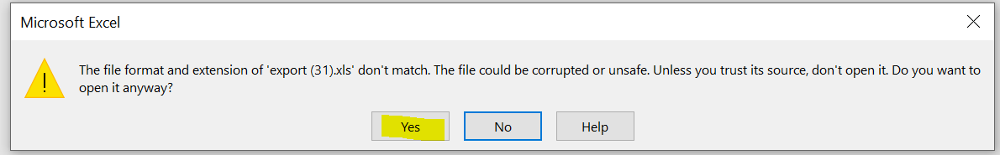 Microsoft Excel
The file format and extension of 'export (31).xls' don't match. The file could be corrupted or unsafe. Unless you trust its source, don't open it. Do you want to
open it anyway?
Yes
No
Help